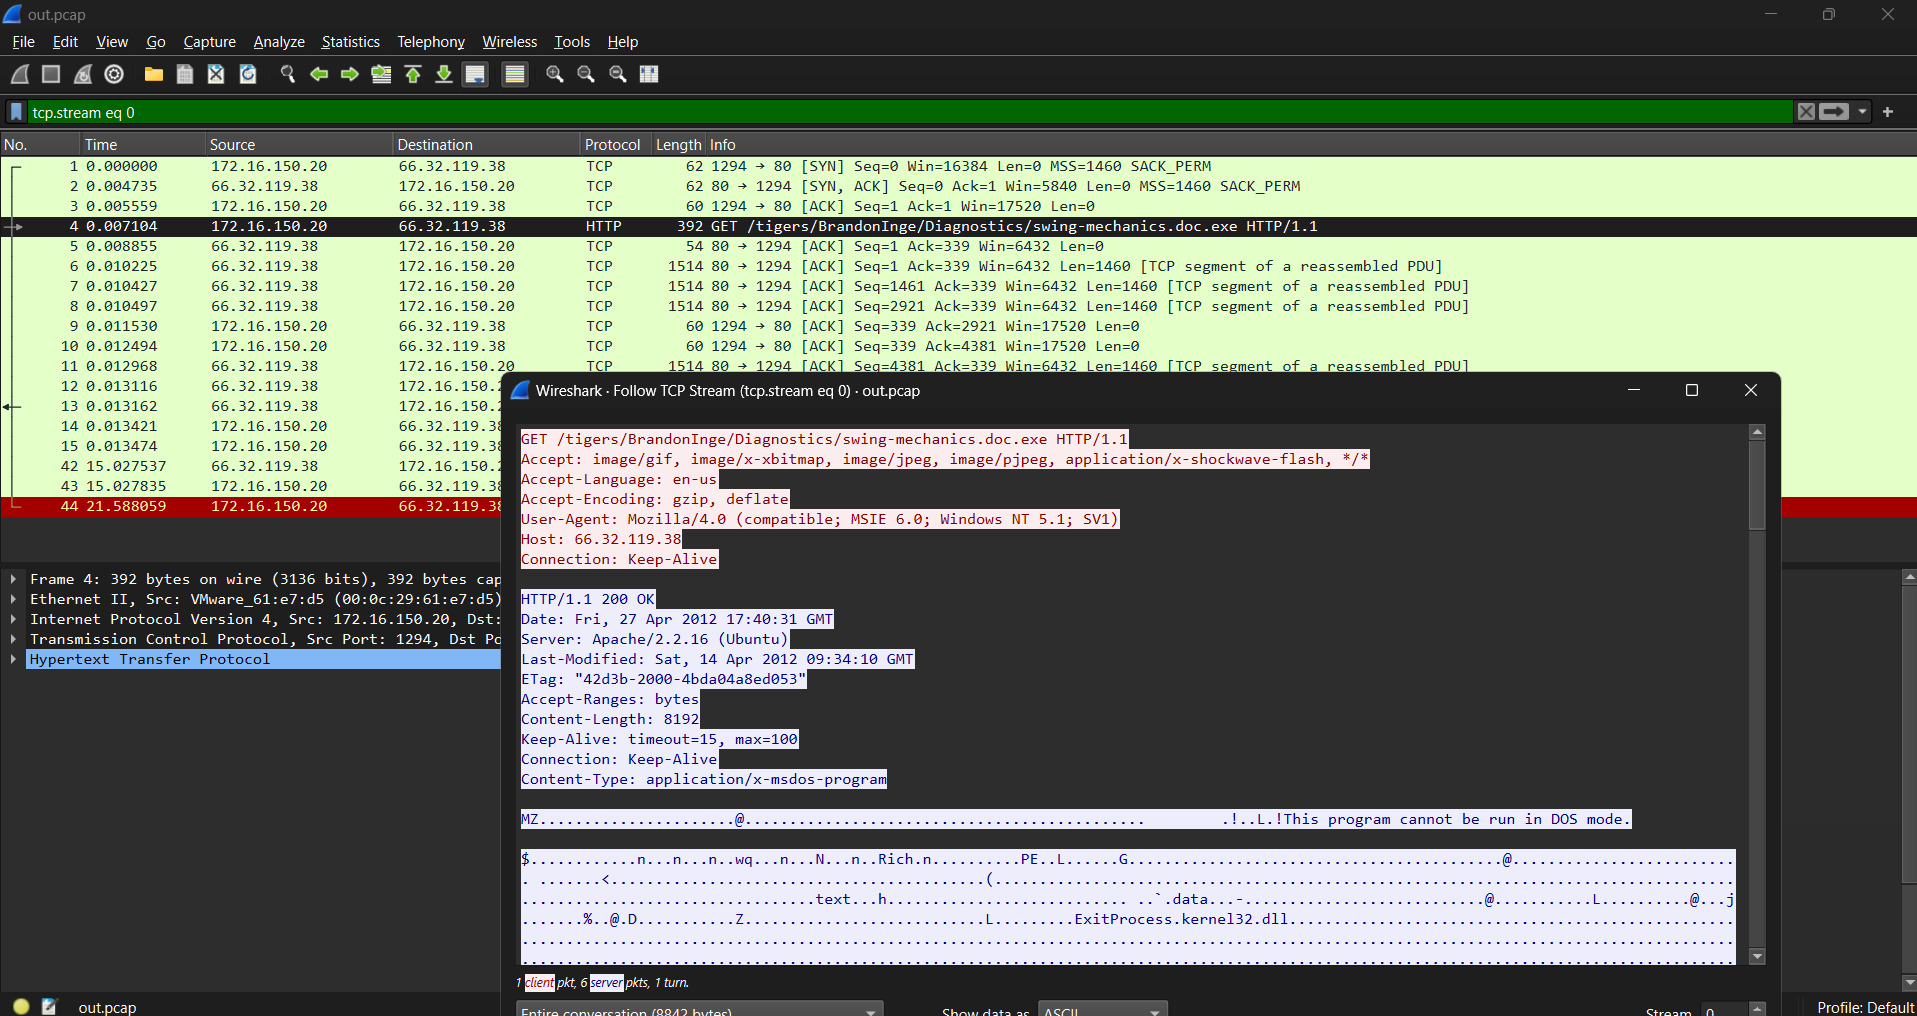 out.pcap
File Edit View Go Capture Analyze Statistics Telephony Wireless Tools Help
tcp.stream eq 0
No. Time Source Destination Protocol Length Info
1 0.000000 172.16.150.20 66.32.119.38 TCP 62 1294 → 80 [SYN] Seq=0 Win=16384 Len=0 MSS=1460 SACK_PERM
2 0.004735 66.32.119.38 172.16.150.20 TCP 62 80 → 1294 [SYN, ACK] Seq=0 Ack=1 Win=5840 Len=0 MSS=1460 SACK_PERM
3 0.005559 172.16.150.20 66.32.119.38 TCP 60 1294 → 80 [ACK] Seq=1 Ack=1 Win=17520 Len=0
4 0.007104 172.16.150.20 66.32.119.38 HTTP 392 GET /tigers/BrandonInge/Diagnostics/swing-mechanics.doc.exe HTTP/1.1
5 0.008855 66.32.119.38 172.16.150.20 TCP 54 80 → 1294 [ACK] Seq=1 Ack=339 Win=6432 Len=0
6 0.010225 66.32.119.38 172.16.150.20 TCP 1514 80 → 1294 [ACK] Seq=1 Ack=339 Win=6432 Len=1460 [TCP segment of a reassembled PDU]
7 0.010427 66.32.119.38 172.16.150.20 TCP 1514 80 → 1294 [ACK] Seq=1461 Ack=339 Win=6432 Len=1460 [TCP segment of a reassembled PDU]
8 0.010497 66.32.119.38 172.16.150.20 TCP 1514 80 → 1294 [ACK] Seq=2921 Ack=339 Win=6432 Len=1460 [TCP segment of a reassembled PDU]
9 0.011530 172.16.150.20 66.32.119.38 TCP 60 1294 → 80 [ACK] Seq=339 Ack=2921 Win=17520 Len=0
10 0.012494 172.16.150.20 66.32.119.38 TCP 60 1294 → 80 [ACK] Seq=339 Ack=4381 Win=17520 Len=0
11 0.012968 66.32.119.38 172.16.150.20 TCP 1514 80 → 1294 [ACK] Seq=4381 Ack=339 Win=6432 Len=1460 [TCP segment of a reassembled PDU]
12 0.013116 66.32.119.38 172.16.150.2
13 0.013162 66.32.119.38 172.16.150.2
14 0.013421 172.16.150.20 66.32.119.38
15 0.013474 172.16.150.20 66.32.119.38
42 15.027537 66.32.119.38 172.16.150.2
43 15.027835 172.16.150.20 66.32.119.38
44 21.588059 172.16.150.20 66.32.119.38
Frame 4: 392 bytes on wire (3136 bits), 392 bytes cap
Ethernet II, Src: VMware_61:e7:d5 (00:0c:29:61:e7:d5)
Internet Protocol Version 4, Src: 172.16.150.20, Dst:
Transmission Control Protocol, Src Port: 1294, Dst Po
Hypertext Transfer Protocol
Wireshark · Follow TCP Stream (tcp.stream eq 0) · out.pcap
GET /tigers/BrandonInge/Diagnostics/swing-mechanics.doc.exe HTTP/1.1
Accept: image/gif, image/x-xbitmap, image/jpeg, image/pjpeg, application/x-shockwave-flash, */*
Accept-Language: en-us
Accept-Encoding: gzip, deflate
User-Agent: Mozilla/4.0 (compatible; MSIE 6.0; Windows NT 5.1; SV1)
Host: 66.32.119.38
Connection: Keep-Alive
HTTP/1.1 200 OK
Date: Fri, 27 Apr 2012 17:40:31 GMT
Server: Apache/2.2.16 (Ubuntu)
Last-Modified: Sat, 14 Apr 2012 09:34:10 GMT
ETag: "42d3b-2000-4bda04a8ed053"
Accept-Ranges: bytes
Content-Length: 8192
Keep-Alive: timeout=15, max=100
Connection: Keep-Alive
Content-Type: application/x-msdos-program
MZ......................@............................................. .!..L.!This program cannot be run in DOS mode.
$............n...n...n..wq...n...N...n..Rich.n..........PE..L......G..........................................@.........................
. .......<..........................................(....................................................................................
.................................text...h........................... ..`.data...-...........................@...........L..........@...j
.......%..@.D.............Z...........................L.........ExitProcess.kernel32.dll..................................................
1 client pkt, 6 server pkts, 1 turn.
Entire conversation (8842 bytes) Show data as ASCII Stream 0
out.pcap Profile: Default